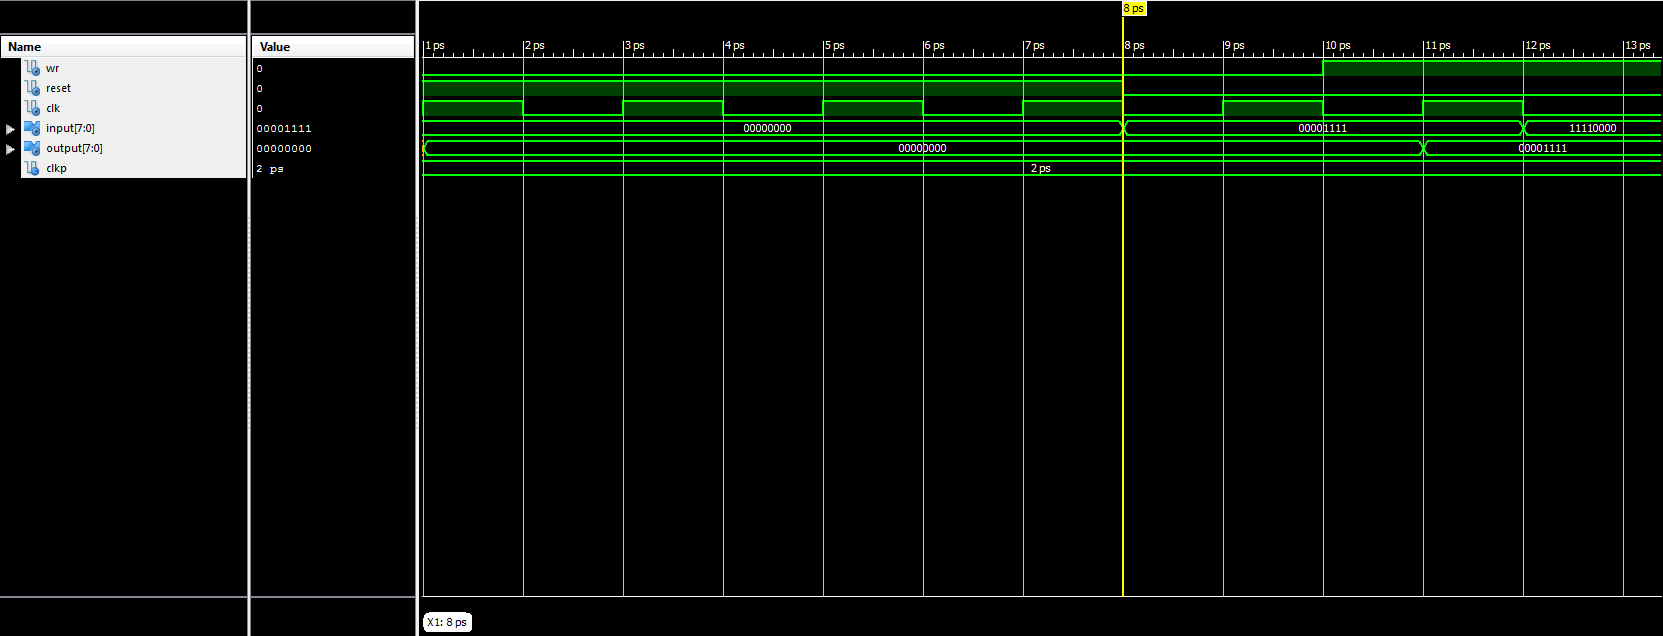 8 ps
Name Value 1 ps 2 ps 3 ps 4 ps 5 ps 6 ps 7 ps 8 ps 9 ps 10 ps 11 ps 12 ps 13 ps
wr 0
reset 0
clk 0
input[7:0] 00001111 00000000 00001111 11110000
output[7:0] 00000000 00000000 00001111
clkp 2 ps 2 ps
X1: 8 ps